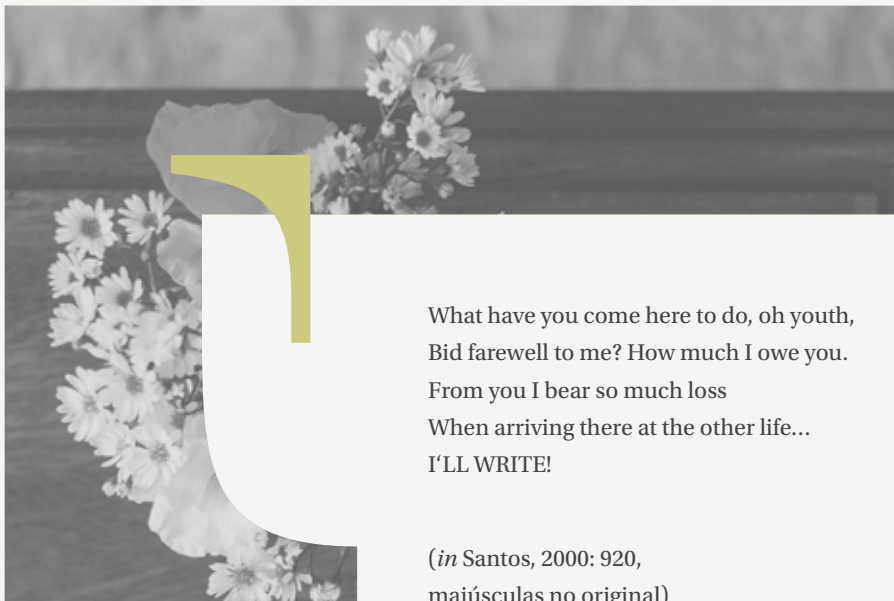 What have you come here to do, oh youth,
Bid farewell to me? How much I owe you.
From you I bear so much loss
When arriving there at the other life…
I‘LL WRITE!
(in Santos, 2000: 920,
maiúsculas no original)